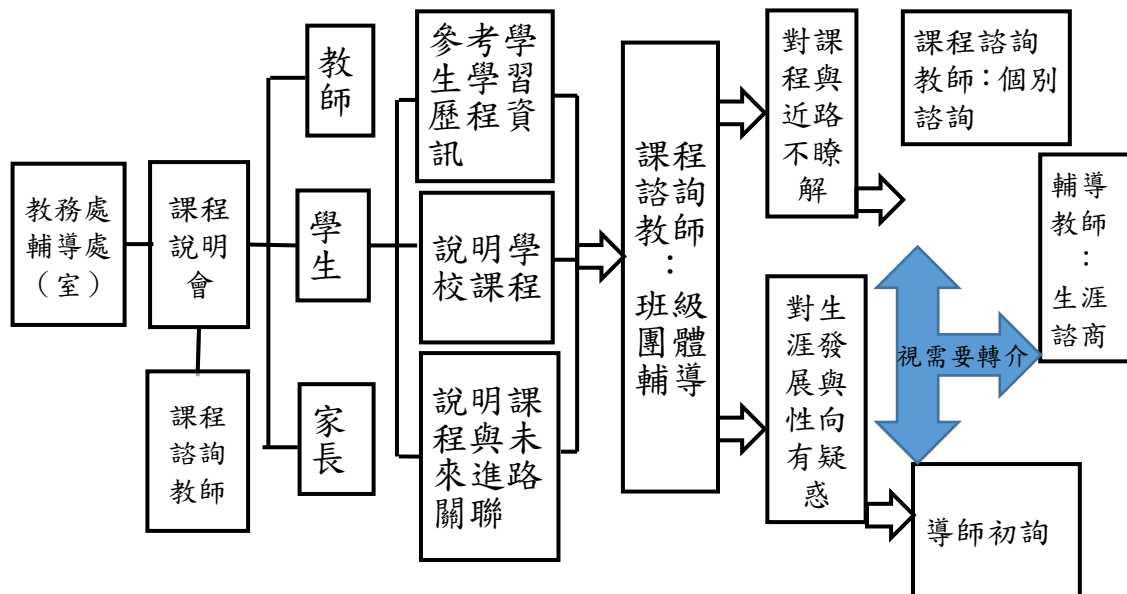 教務處
輔導處
（室）
課程
說明
會
課程
諮詢
教師
教
師
學
生
家
長
參考學
生學習
歷程資
訊
說明學
校課程
說明課
程與未
來進路
關聯
課程
諮詢
教師
：
班級
團體
輔導
對課
程與
近路
不瞭
解
對生
涯發
展與
性向
有疑
惑
課程諮詢
教師：個別
諮詢
輔導
教師
：
生涯
諮商
視需要轉介
導師初詢